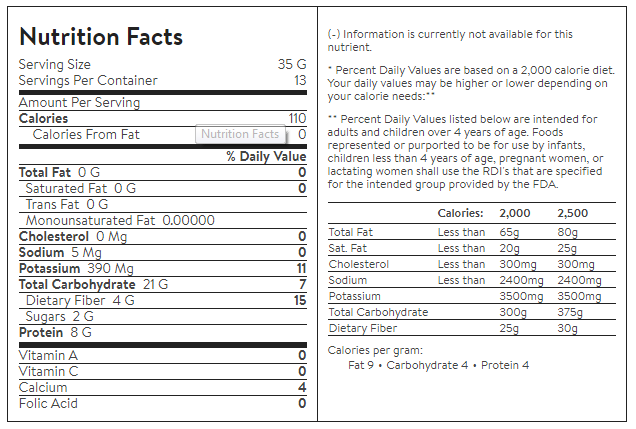 Nutrition Facts
Serving Size 35 G
Servings Per Container 13
Amount Per Serving
Calories 110
Calories From Fat 0
Nutrition Facts
% Daily Value
Total Fat 0 G 0
Saturated Fat 0 G 0
Trans Fat 0 G
Monounsaturated Fat 0.00000
Cholesterol 0 Mg 0
Sodium 5 Mg 0
Potassium 390 Mg 11
Total Carbohydrate 21 G 7
Dietary Fiber 4 G 15
Sugars 2 G
Protein 8 G
Vitamin A 0
Vitamin C 0
Calcium 4
Folic Acid 0
(-) Information is currently not available for this
nutrient.
* Percent Daily Values are based on a 2,000 calorie diet.
Your daily values may be higher or lower depending on
your calorie needs:**
** Percent Daily Values listed below are intended for
adults and children over 4 years of age. Foods
represented or purported to be for use by infants,
children less than 4 years of age, pregnant women, or
lactating women shall use the RDI's that are specified
for the intended group provided by the FDA.
Calories: 2,000 2,500
Total Fat Less than 65g 80g
Sat. Fat Less than 20g 25g
Cholesterol Less than 300mg 300mg
Sodium Less than 2400mg 2400mg
Potassium 3500mg 3500mg
Total Carbohydrate 300g 375g
Dietary Fiber 25g 30g
Calories per gram:
Fat 9 • Carbohydrate 4 • Protein 4